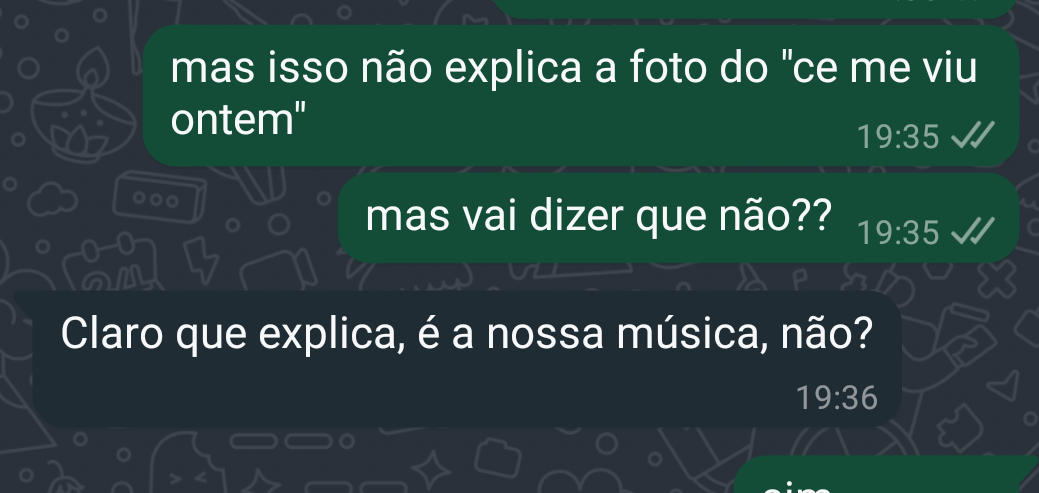 mas isso não explica a foto do "ce me viu
ontem"
19:35
mas vai dizer que não??
19:35
Claro que explica, é a nossa música, não?
19:36